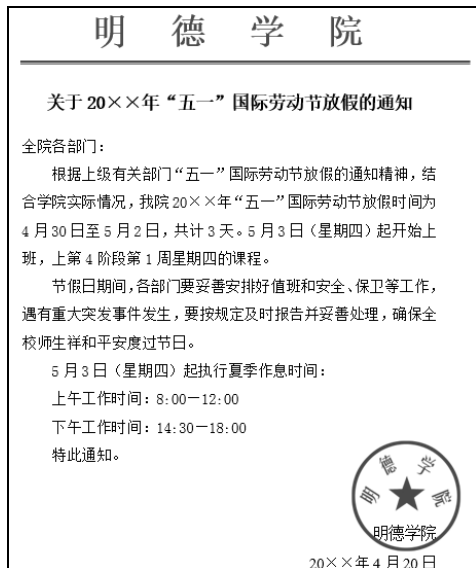 明德学院
关于20××年“五一”国际劳动节放假的通知
全院各部门：
根据上级有关部门“五一”国际劳动节放假的通知精神，结
合学院实际情况，我院20××年“五一”国际劳动节放假时间为
4月30日至5月2日，共计3天。5月3日（星期四）起开始上
班，上第4阶段第1周星期四的课程。
节假日期间，各部门要妥善安排好值班和安全、保卫等工作，
遇有重大突发事件发生，要按规定及时报告并妥善处理，确保全
校师生祥和平安度过节日。
5月3日（星期四）起执行夏季作息时间：
上午工作时间：8:00—12:00
下午工作时间：14:30—18:00
特此通知。
明德学院
明德学院
20××年4月20日